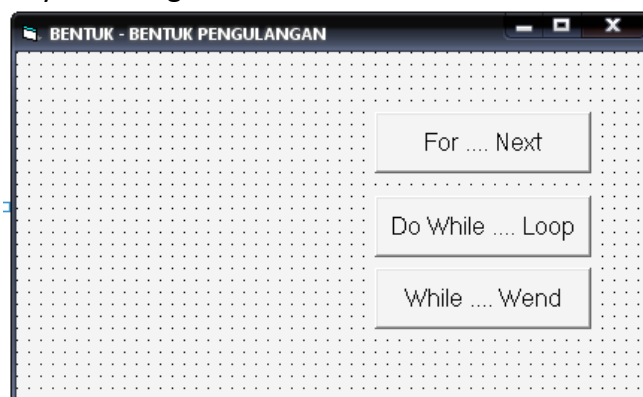 BENTUK - BENTUK PENGULANGAN
For .... Next
Do While .... Loop
While .... Wend